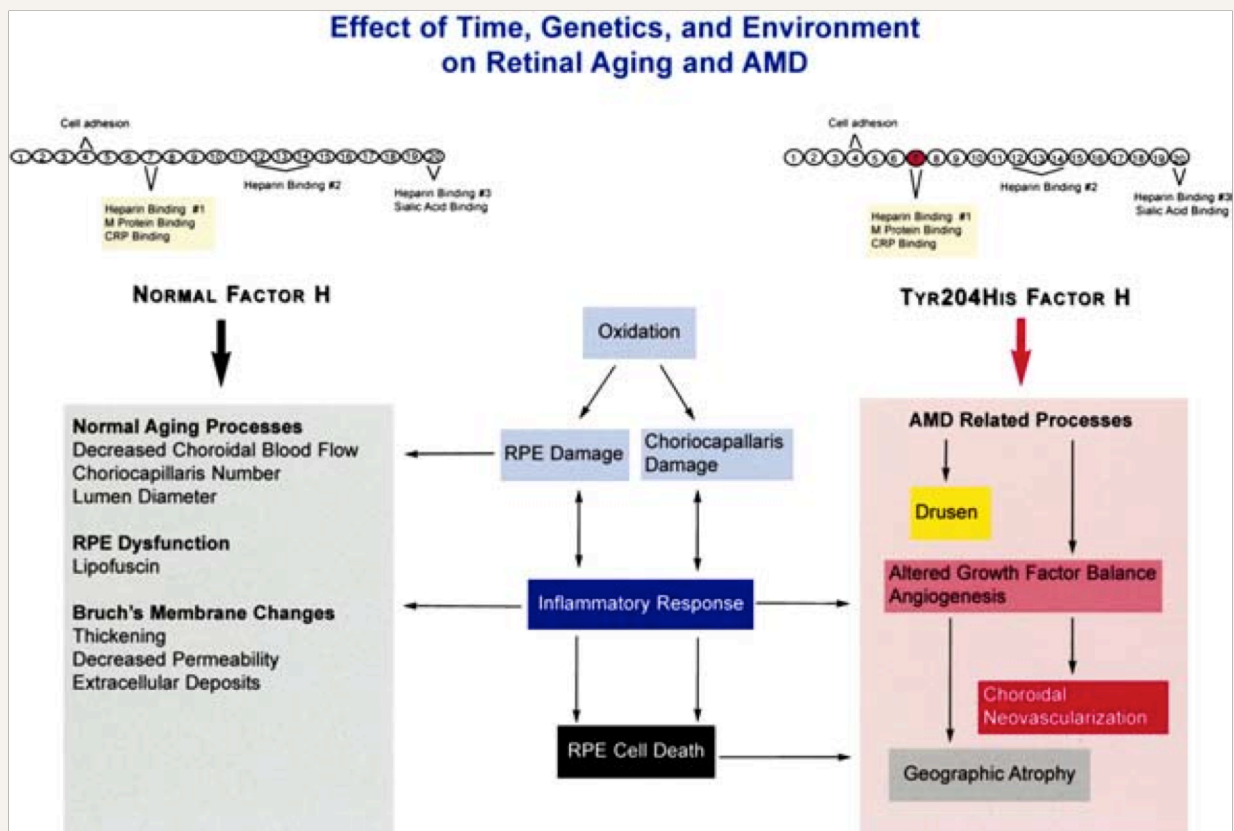 Effect of Time, Genetics, and Environment
on Retinal Aging and AMD
Cell adhesion
1 2 3 4 5 6 7 8 9 10 11 12 13 14 15 16 17 18 19 20
Heparin Binding #1
M Protein Binding
CRP Binding
Heparin Binding #2
Heparin Binding #3
Sialic Acid Binding
Cell adhesion
1 2 3 4 5 6 7 8 9 10 11 12 13 14 15 16 17 18 19 20
Heparin Binding #1
M Protein Binding
CRP Binding
Heparin Binding #2
Heparin Binding #3
Sialic Acid Binding
NORMAL FACTOR H
TYR204HIS FACTOR H
Normal Aging Processes
Decreased Choroidal Blood Flow
Choriocapillaris Number
Lumen Diameter
RPE Dysfunction
Lipofuscin
Bruch's Membrane Changes
Thickening
Decreased Permeability
Extracellular Deposits
Oxidation
RPE Damage
Choriocapallaris
Damage
Inflammatory Response
RPE Cell Death
AMD Related Processes
Drusen
Altered Growth Factor Balance
Angiogenesis
Choroidal
Neovascularization
Geographic Atrophy